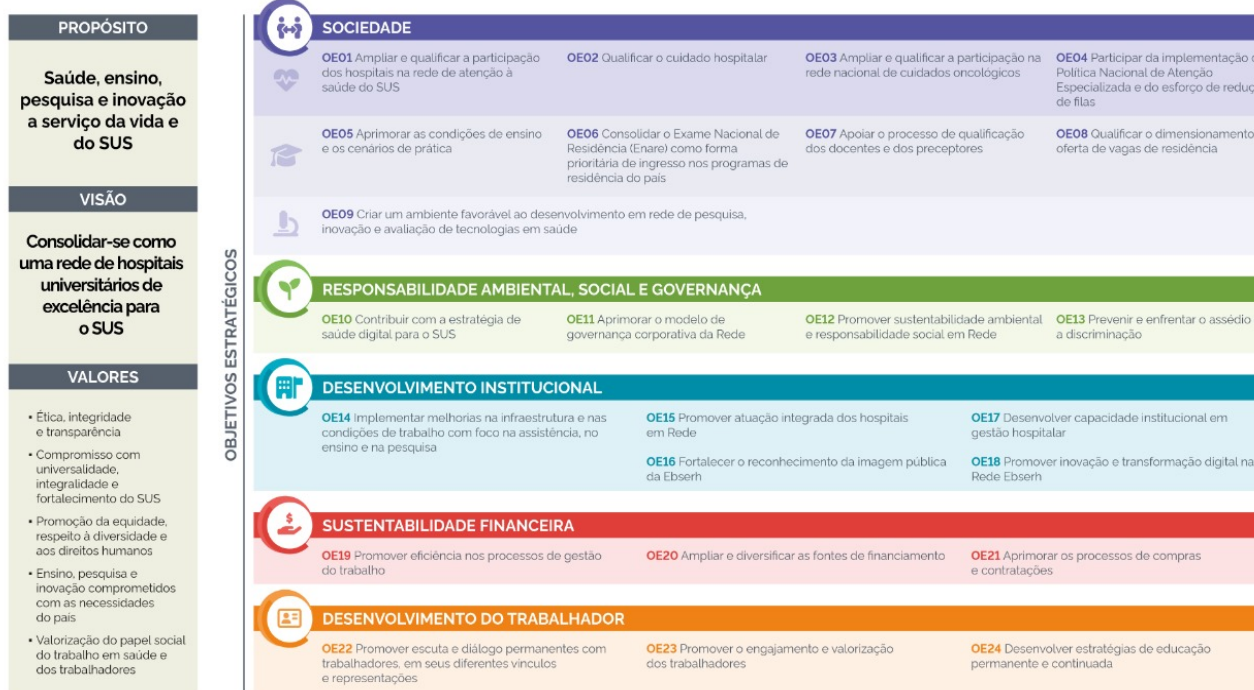 PROPÓSITO
Saúde, ensino,
pesquisa e inovação
a serviço da vida e
do SUS
VISÃO
Consolidar-se como
uma rede de hospitais
universitários de
excelência para
o SUS
VALORES
• Ética, integridade
e transparência
• Compromisso com
universalidade,
integralidade e
fortalecimento do SUS
• Promoção da equidade,
respeito à diversidade e
aos direitos humanos
• Ensino, pesquisa e
inovação comprometidos
com as necessidades
do país
• Valorização do papel social
do trabalho em saúde e
dos trabalhadores
OBJETIVOS ESTRATÉGICOS
SOCIEDADE
OE01 Ampliar e qualificar a participação
dos hospitais na rede de atenção à
saúde do SUS
OE02 Qualificar o cuidado hospitalar
OE03 Ampliar e qualificar a participação na
rede nacional de cuidados oncológicos
OE04 Participar da implementação
Política Nacional de Atenção
Especializada e do esforço de
de filas
OE05 Aprimorar as condições de ensino
e os cenários de prática
OE06 Consolidar o Exame Nacional de
Residência (Enare) como forma
prioritária de ingresso nos programas de
residência do país
OE07 Apoiar o processo de qualificação
dos docentes e dos preceptores
OE08 Qualificar o dimensionamento
oferta de vagas de residência
OE09 Criar um ambiente favorável ao desenvolvimento em rede de pesquisa,
inovação e avaliação de tecnologias em saúde
RESPONSABILIDADE AMBIENTAL, SOCIAL E GOVERNANÇA
OE10 Contribuir com a estratégia de
saúde digital para o SUS
OE11 Aprimorar o modelo de
governança corporativa da Rede
OE12 Promover sustentabilidade ambiental
e responsabilidade social em Rede
OE13 Prevenir e enfrentar o assédio
a discriminação
DESENVOLVIMENTO INSTITUCIONAL
OE14 Implementar melhorias na infraestrutura e nas
condições de trabalho com foco na assistência, no
ensino e na pesquisa
OE15 Promover atuação integrada dos hospitais
em Rede
OE16 Fortalecer o reconhecimento da imagem pública
da Ebserh
OE17 Desenvolver capacidade institucional em
gestão hospitalar
OE18 Promover inovação e transformação digital na
Rede Ebserh
SUSTENTABILIDADE FINANCEIRA
OE19 Promover eficiência nos processos de gestão
do trabalho
OE20 Ampliar e diversificar as fontes de financiamento
OE21 Aprimorar os processos de compras
e contratações
DESENVOLVIMENTO DO TRABALHADOR
OE22 Promover escuta e diálogo permanentes com
trabalhadores, em seus diferentes vínculos
e representações
OE23 Promover o engajamento e valorização
dos trabalhadores
OE24 Desenvolver estratégias de educação
permanente e continuada